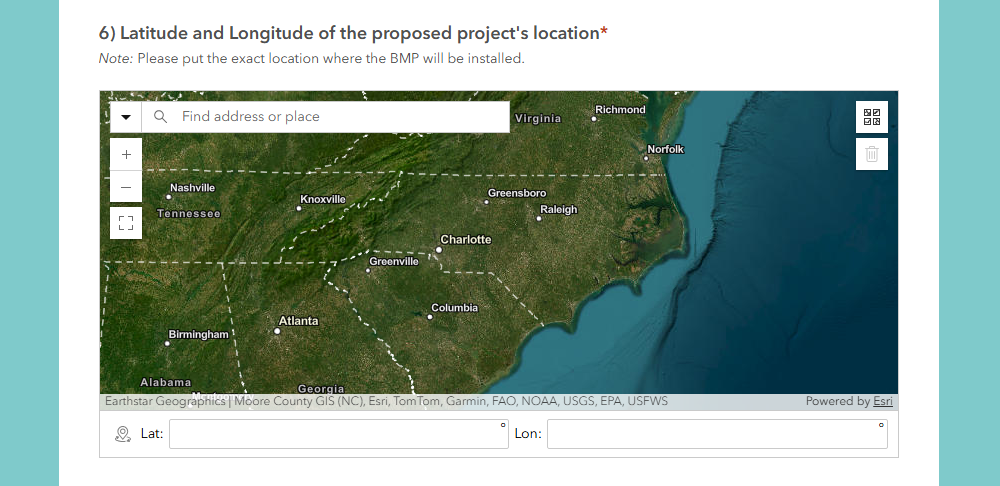 6) Latitude and Longitude of the proposed project's location*
Note: Please put the exact location where the BMP will be installed.
Find address or place
Richmond
Virginia
Norfolk
Nashville
Knoxville
Greensboro
Tennessee
Raleigh
Charlotte
Greenville
Columbia
Atlanta
Birmingham
Alabama
Georgia
Earthstar Geographics | Moore County GIS (NC), Esri, TomTom, Garmin, FAO, NOAA, USGS, EPA, USFWS
Powered by Esri
Lat: ° Lon: °